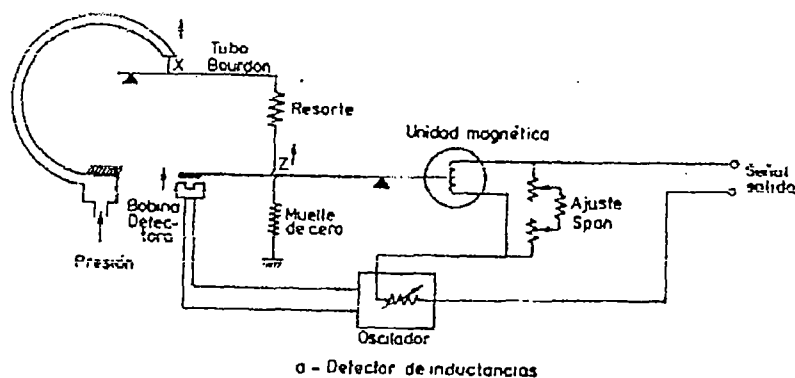 X
Tubo
Bourdon
Resorte
Unidad magnética
Z
Bobina
Detec-
tora
Muelle
de cero
Ajuste
Span
Señal
salida
Presión
Oscilador
a - Detector de inductancias